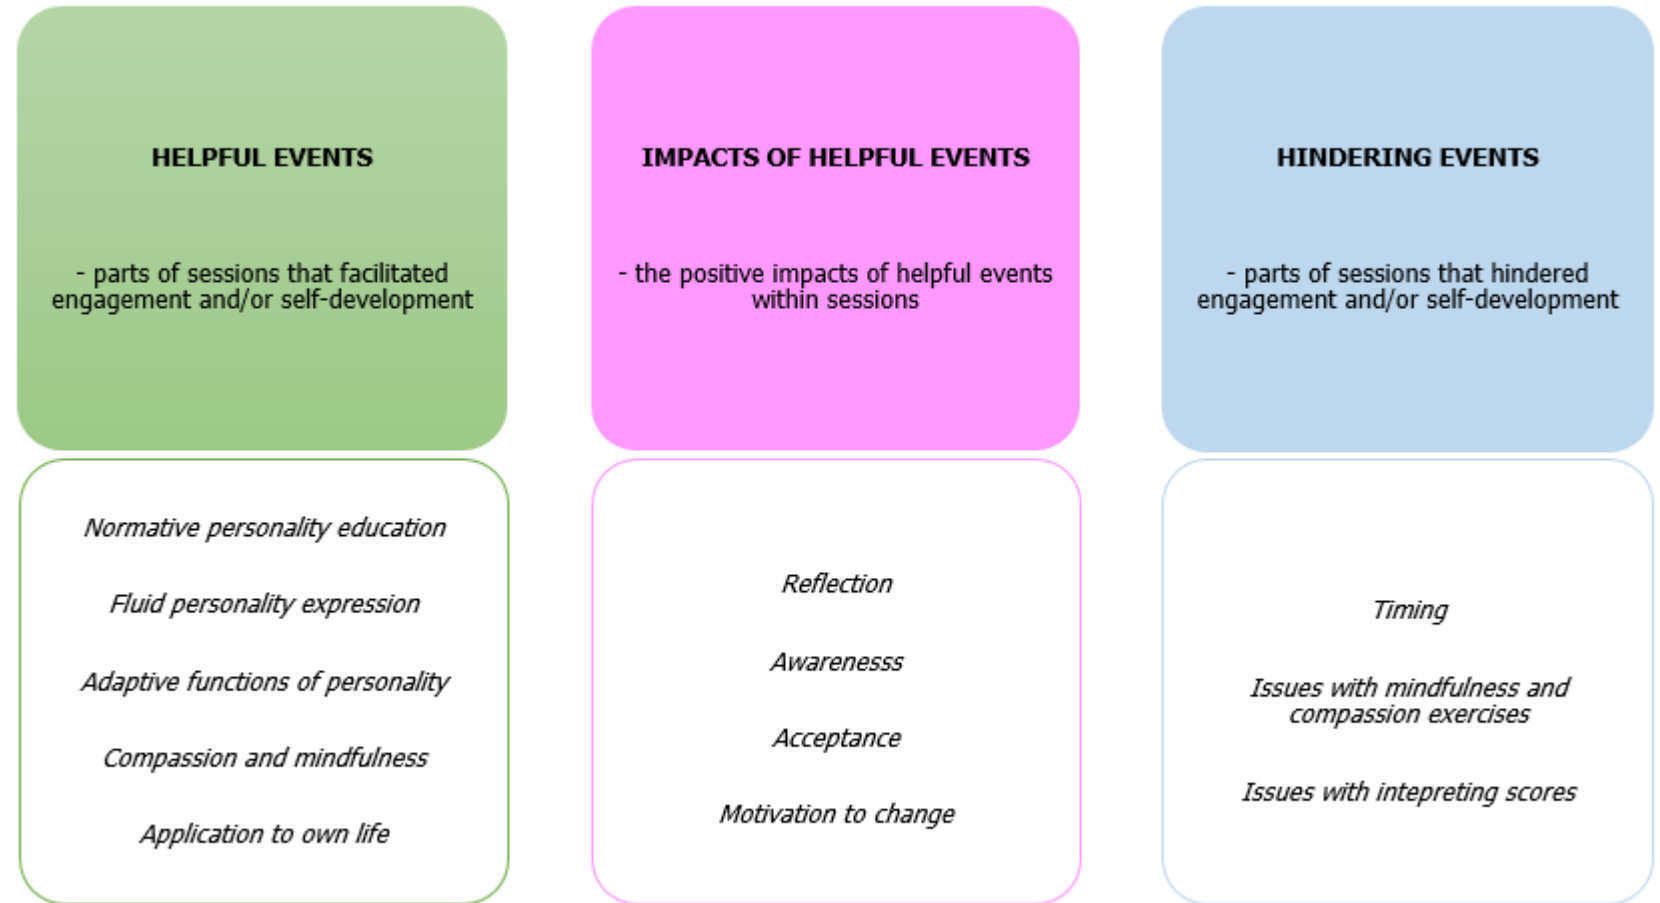 HELPFUL EVENTS
- parts of sessions that facilitated
engagement and/or self-development
Normative personality education
Fluid personality expression
Adaptive functions of personality
Compassion and mindfulness
Application to own life
IMPACTS OF HELPFUL EVENTS
- the positive impacts of helpful events
within sessions
Reflection
Awarenesss
Acceptance
Motivation to change
HINDERING EVENTS
- parts of sessions that hindered
engagement and/or self-development
Timing
Issues with mindfulness and
compassion exercises
Issues with intepreting scores